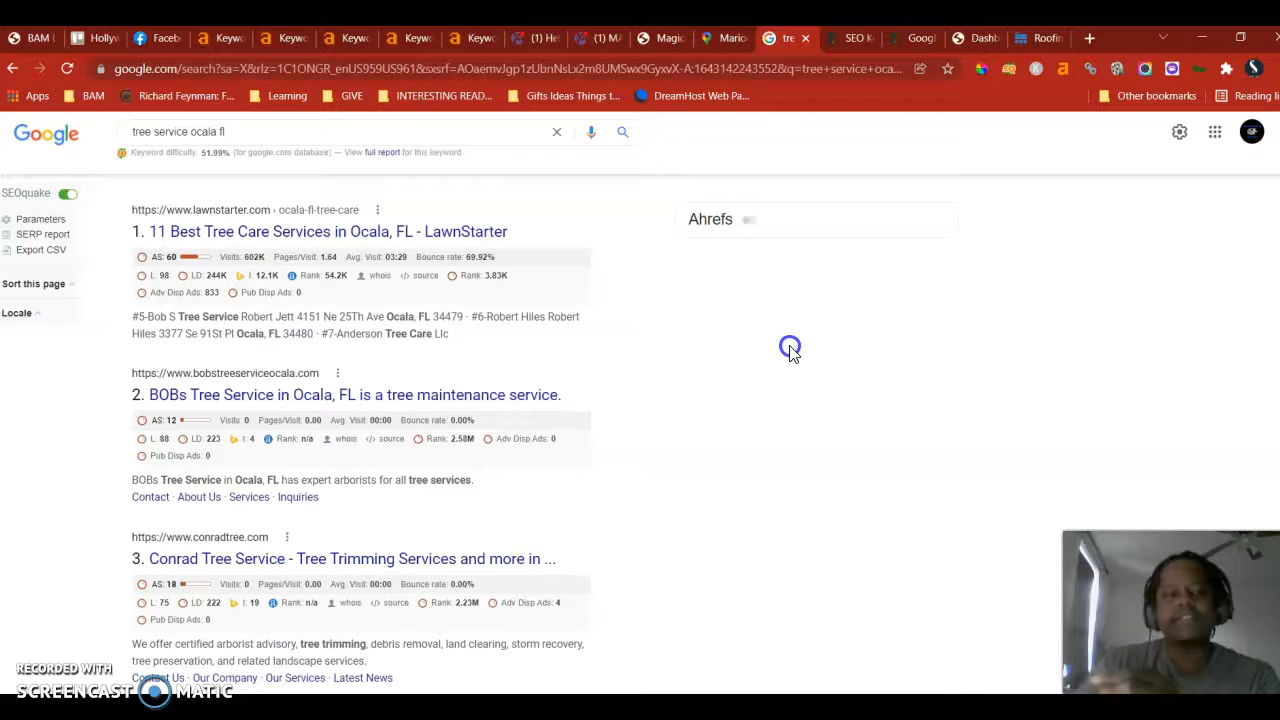 BAM
Hollyw
Faceb
Keywo
Keywo
Keywo
Keywo
Keywo
(1) He
(1) M
Magic
Mario
tre
SEO K
Googl
Dashb
Roofin
google.com/search?sa=X&rlz=1C1ONGR_enUS959US961&sxsrf=AOaemvJgp1zUbnNsLx2m8UMSwx9GyxvX-A:1643142243552&q=tree+service+oca...
Apps
BAM
Richard Feynman: F...
Learning
GIVE
INTERESTING READ...
Gifts Ideas Things t...
DreamHost Web Pa...
Other bookmarks
Reading li
Google
tree service ocala fl
Keyword difficulty: 51.99% (for google.com database) — View full report for this keyword
SEOquake
Parameters
SERP report
Export CSV
Sort this page
Locale
Ahrefs
https://www.lawnstarter.com › ocala-fl-tree-care
1. 11 Best Tree Care Services in Ocala, FL - LawnStarter
AS: 60 Visits: 602K Pages/Visit: 1.64 Avg. Visit: 03:29 Bounce rate: 69.92%
L: 98 LD: 244K I: 12.1K Rank: 54.2K whois source Rank: 3.83K
Adv Disp Ads: 833 Pub Disp Ads: 0
#5-Bob S Tree Service Robert Jett 4151 Ne 25Th Ave Ocala, FL 34479 · #6-Robert Hiles Robert
Hiles 3377 Se 91St Pl Ocala, FL 34480 · #7-Anderson Tree Care Llc
https://www.bobstreeserviceocala.com
2. BOBs Tree Service in Ocala, FL is a tree maintenance service.
AS: 12 Visits: 0 Pages/Visit: 0.00 Avg. Visit: 00:00 Bounce rate: 0.00%
L: 88 LD: 223 I: 4 Rank: n/a whois source Rank: 2.58M Adv Disp Ads: 0
Pub Disp Ads: 0
BOBs Tree Service in Ocala, FL has expert arborists for all tree services.
Contact · About Us · Services · Inquiries
https://www.conradtree.com
3. Conrad Tree Service - Tree Trimming Services and more in ...
AS: 18 Visits: 0 Pages/Visit: 0.00 Avg. Visit: 00:00 Bounce rate: 0.00%
L: 75 LD: 222 I: 19 Rank: n/a whois source Rank: 2.23M Adv Disp Ads: 4
Pub Disp Ads: 0
We offer certified arborist advisory, tree trimming, debris removal, land clearing, storm recovery,
tree preservation, and related landscape services.
Contact Us · Our Company · Our Services · Latest News
RECORDED WITH
SCREENCAST MATIC